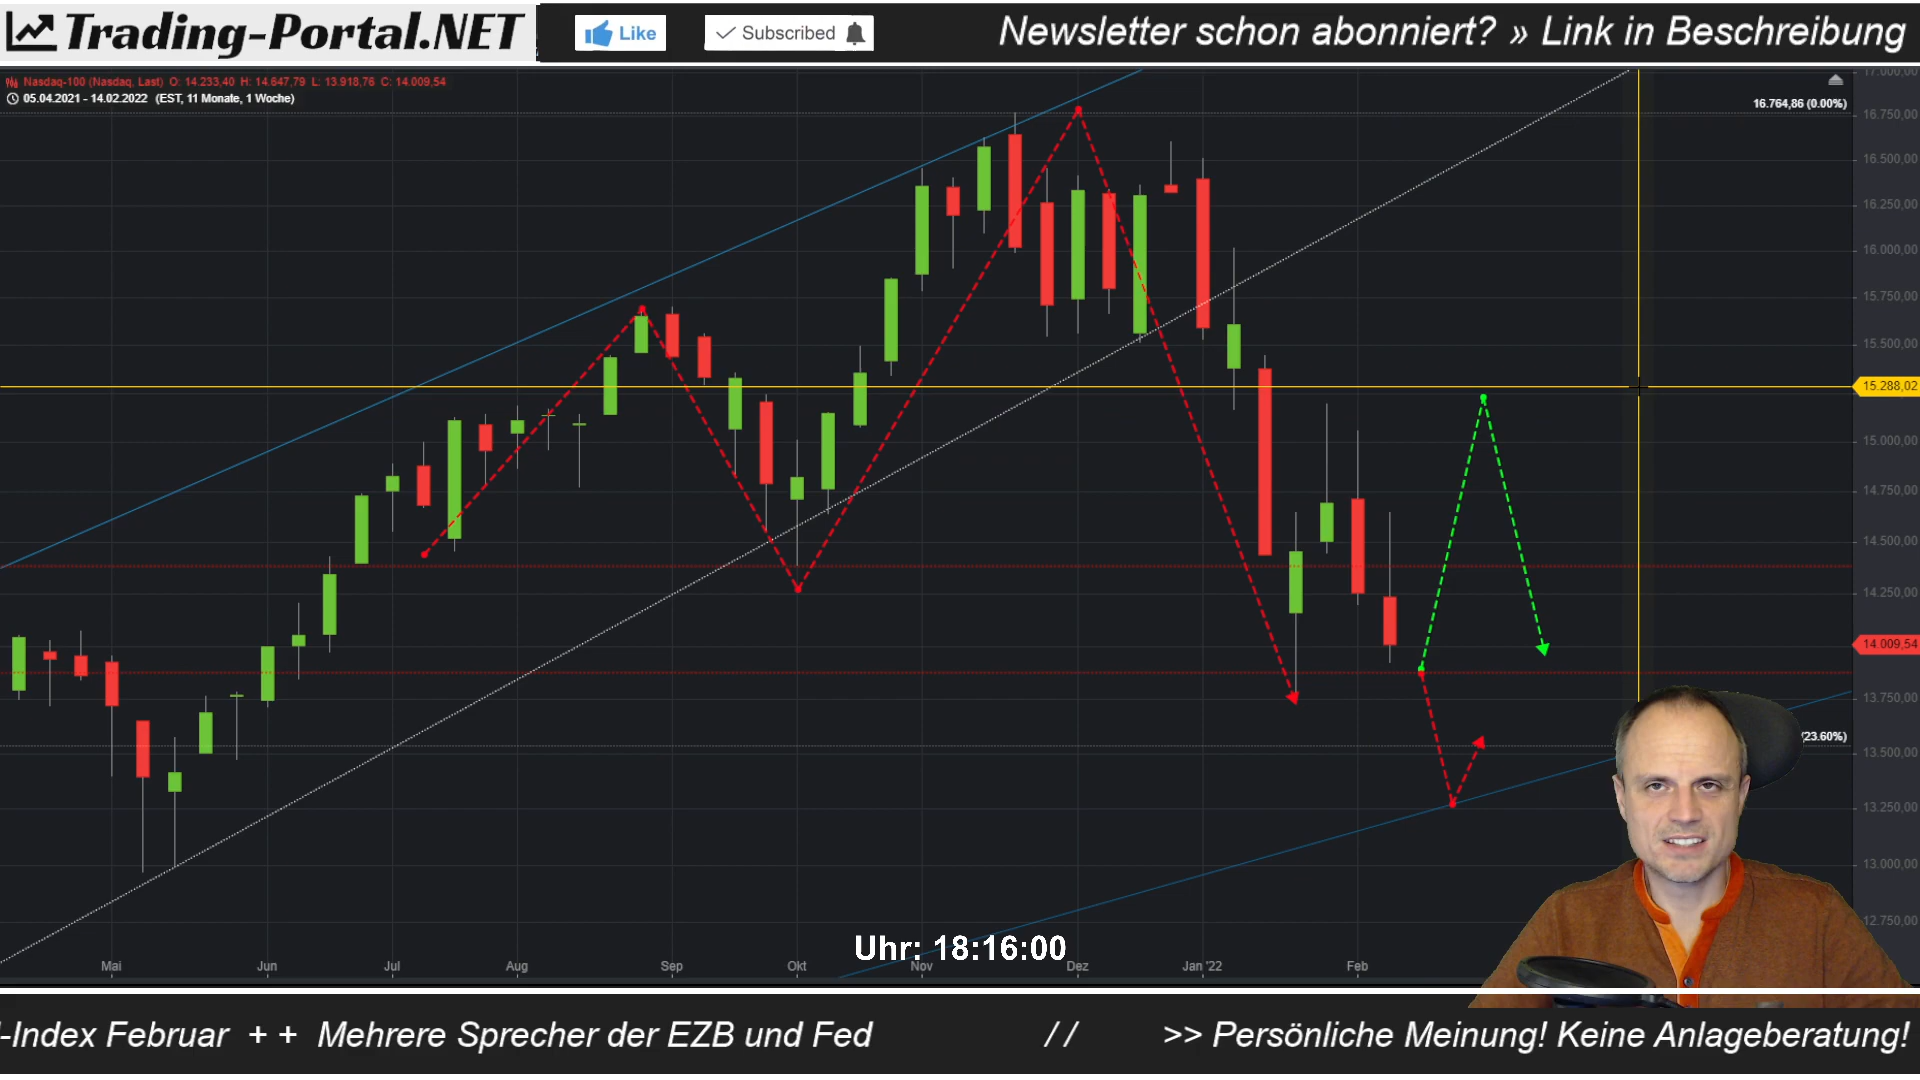 Trading-Portal.NET
Like
Subscribed
Newsletter schon abonniert? » Link in Beschreibung
Nasdaq-100 (Nasdaq, Last) O: 14.233,40 H: 14.647,79 L: 13.918,76 C: 14.009,54
05.04.2021 - 14.02.2022 (EST, 11 Monate, 1 Woche)
17.000,00
16.764,86 (0.00%)
16.750,00
16.500,00
16.250,00
16.000,00
15.750,00
15.500,00
15.288,02
15.000,00
14.750,00
14.500,00
14.250,00
14.009,54
13.750,00
23.60%)
13.500,00
13.250,00
13.000,00
12.750,00
Uhr: 18:16:00
Mai Jun Jul Aug Sep Okt Nov Dez Jan '22 Feb
-Index Februar + + Mehrere Sprecher der EZB und Fed // >> Persönliche Meinung! Keine Anlageberatung!